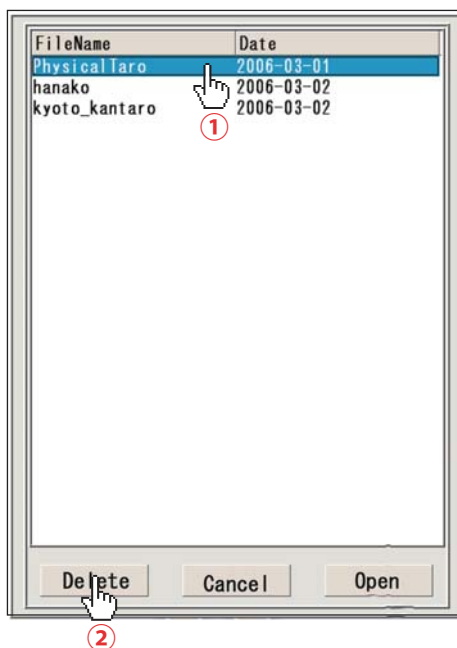 FileName Date
PhysicalTaro 2006-03-01
hanako 2006-03-02
kyoto_kantaro 2006-03-02
①
Delete Cancel Open
②